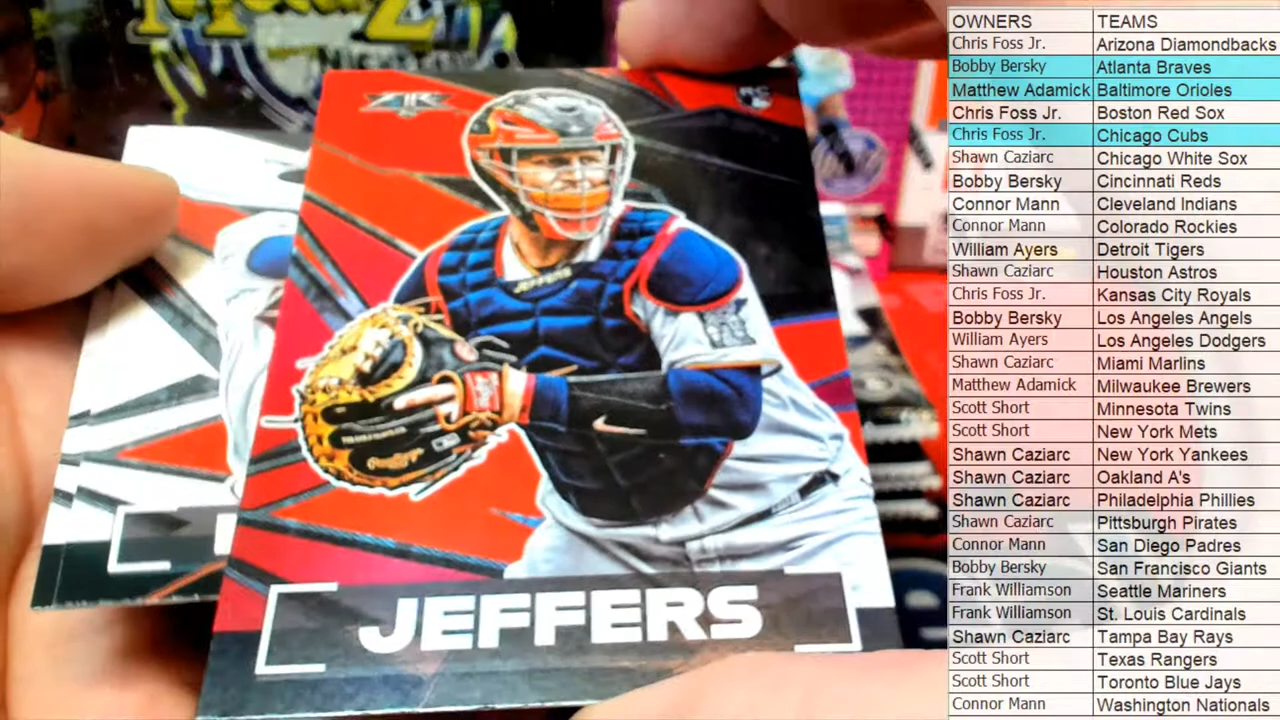 FIRE
RC
JEFFERS
JEFFERS
OWNERS TEAMS
Chris Foss Jr. Arizona Diamondbacks
Bobby Bersky Atlanta Braves
Matthew Adamick Baltimore Orioles
Chris Foss Jr. Boston Red Sox
Chris Foss Jr. Chicago Cubs
Shawn Caziarc Chicago White Sox
Bobby Bersky Cincinnati Reds
Connor Mann Cleveland Indians
Connor Mann Colorado Rockies
William Ayers Detroit Tigers
Shawn Caziarc Houston Astros
Chris Foss Jr. Kansas City Royals
Bobby Bersky Los Angeles Angels
William Ayers Los Angeles Dodgers
Shawn Caziarc Miami Marlins
Matthew Adamick Milwaukee Brewers
Scott Short Minnesota Twins
Scott Short New York Mets
Shawn Caziarc New York Yankees
Shawn Caziarc Oakland A's
Shawn Caziarc Philadelphia Phillies
Shawn Caziarc Pittsburgh Pirates
Connor Mann San Diego Padres
Bobby Bersky San Francisco Giants
Frank Williamson Seattle Mariners
Frank Williamson St. Louis Cardinals
Shawn Caziarc Tampa Bay Rays
Scott Short Texas Rangers
Scott Short Toronto Blue Jays
Connor Mann Washington Nationals